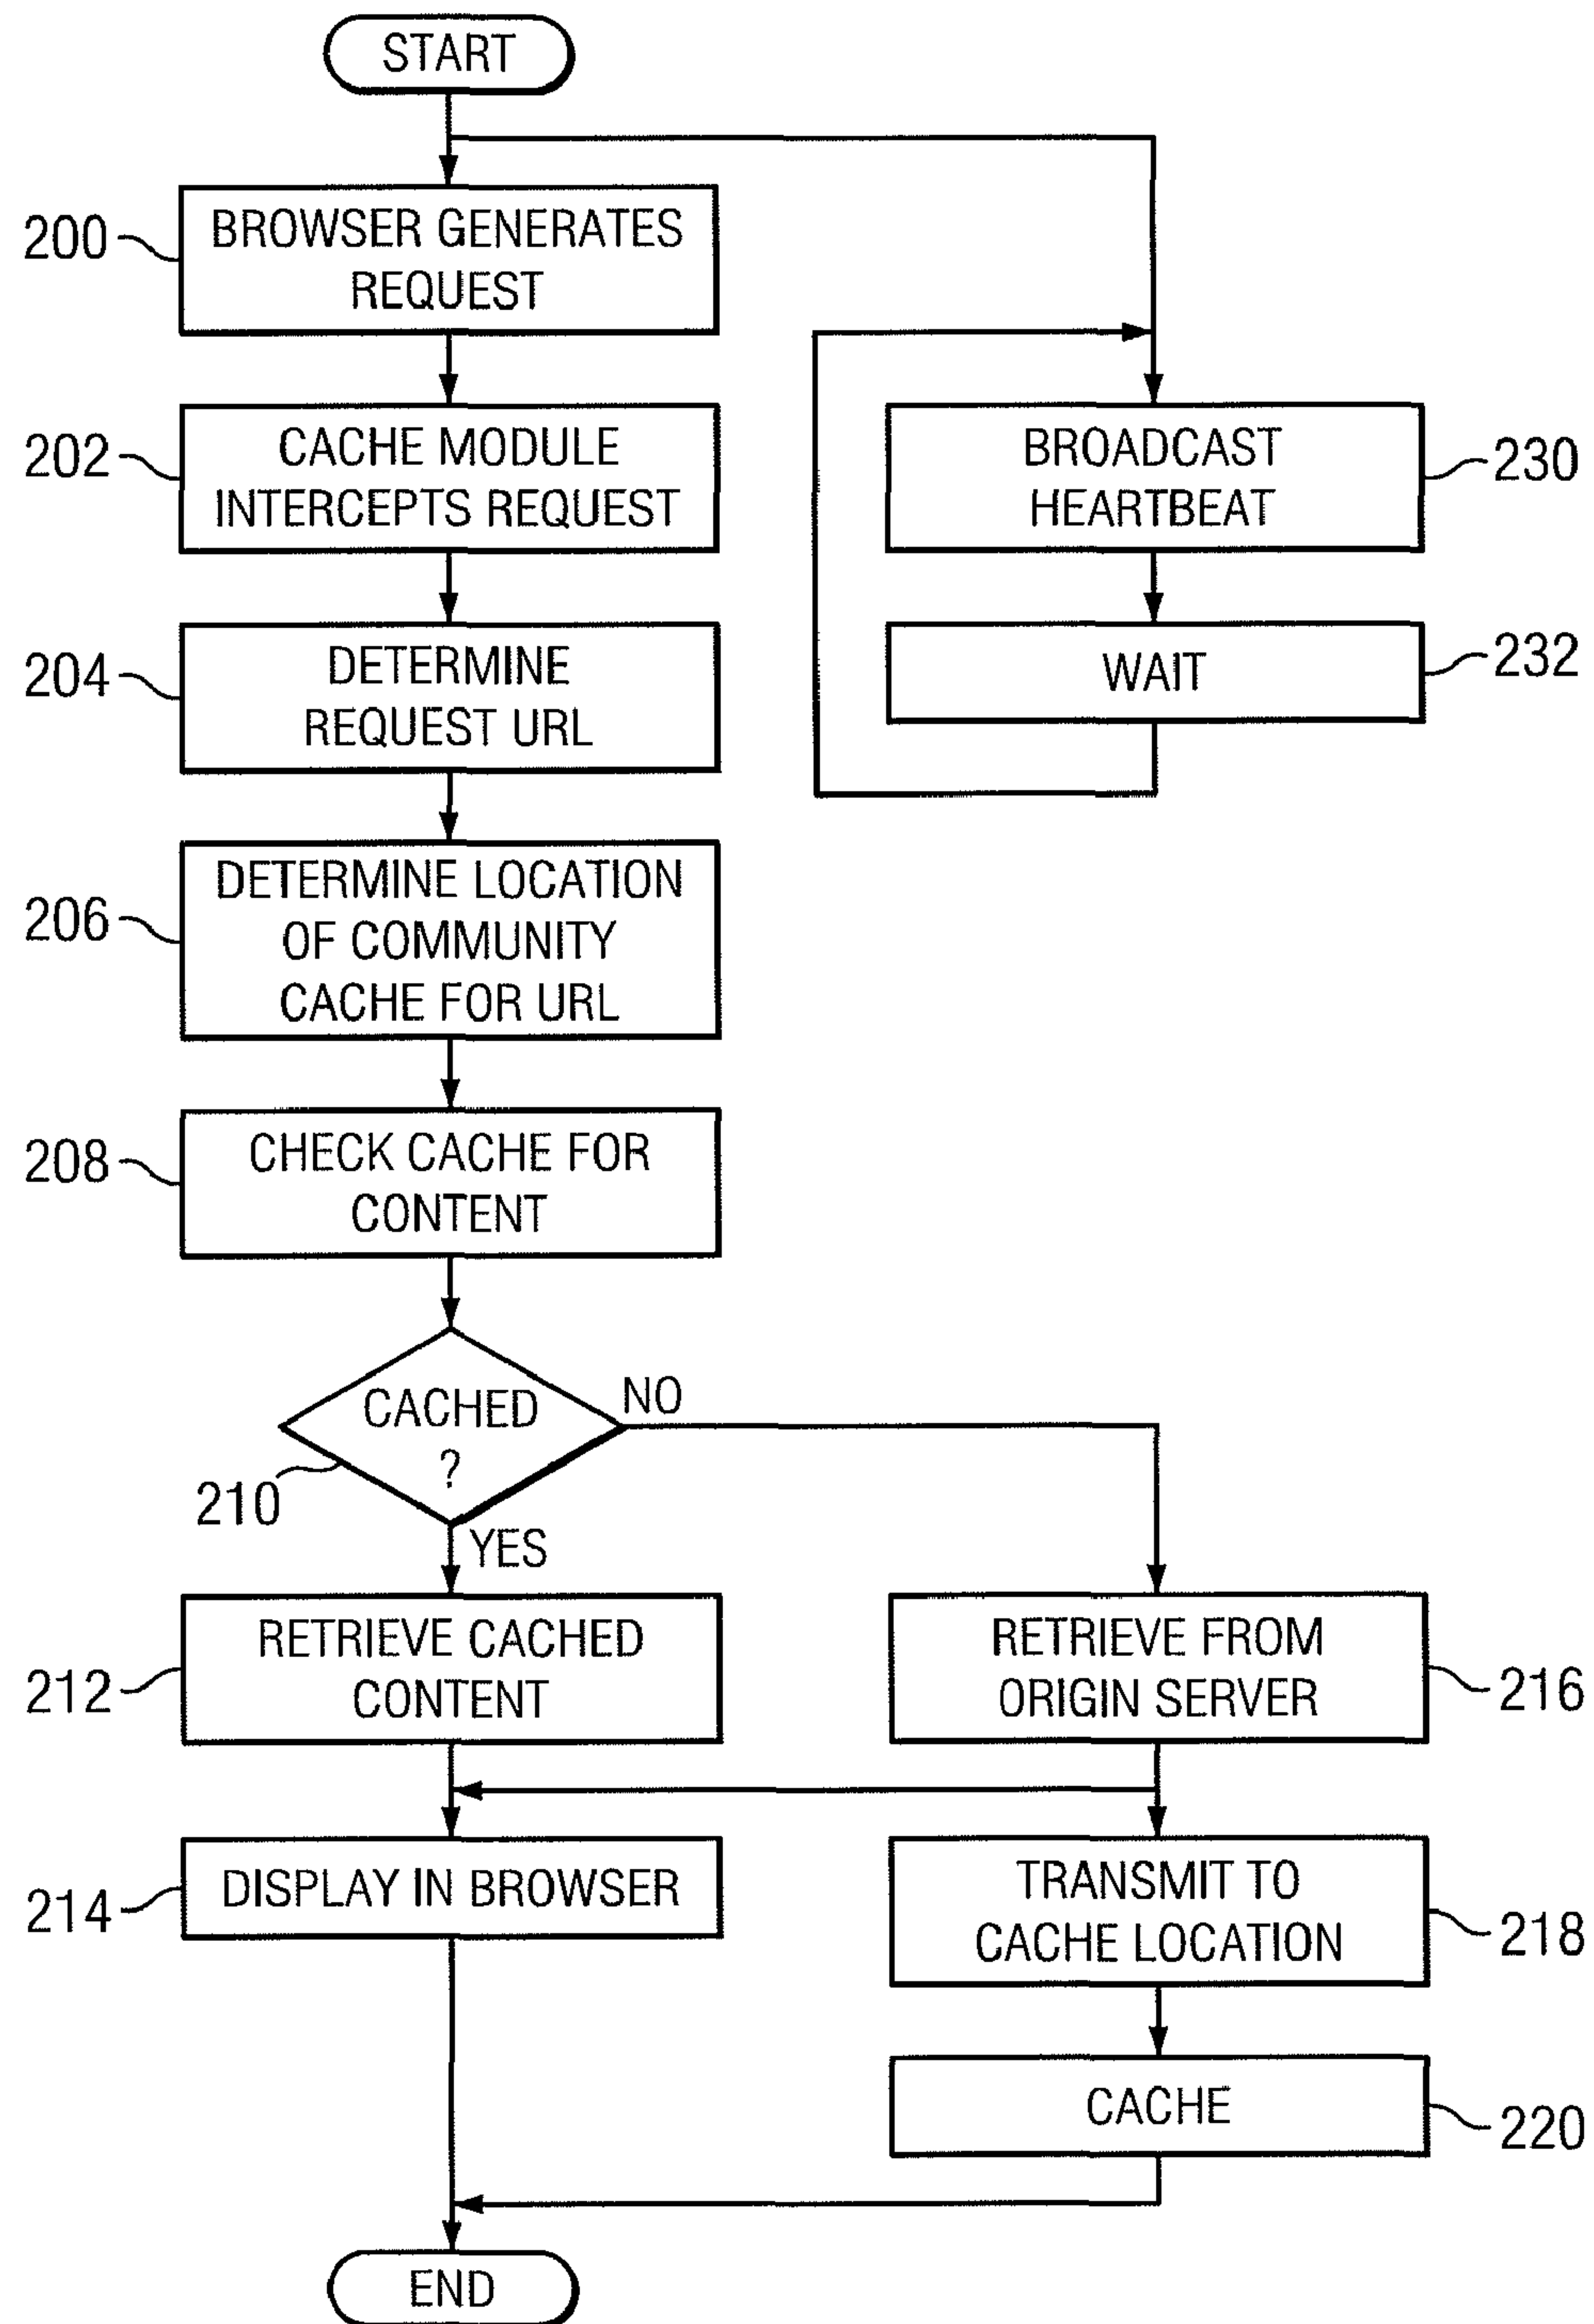 START
200
BROWSER GENERATES
REQUEST
202
CACHE MODULE
INTERCEPTS REQUEST
BROADCAST
HEARTBEAT
230
204
DETERMINE
REQUEST URL
WAIT
232
206
DETERMINE LOCATION
OF COMMUNITY
CACHE FOR URL
208
CHECK CACHE FOR
CONTENT
CACHED
?
NO
210
YES
212
RETRIEVE CACHED
CONTENT
RETRIEVE FROM
ORIGIN SERVER
216
214
DISPLAY IN BROWSER
TRANSMIT TO
CACHE LOCATION
218
CACHE
220
END